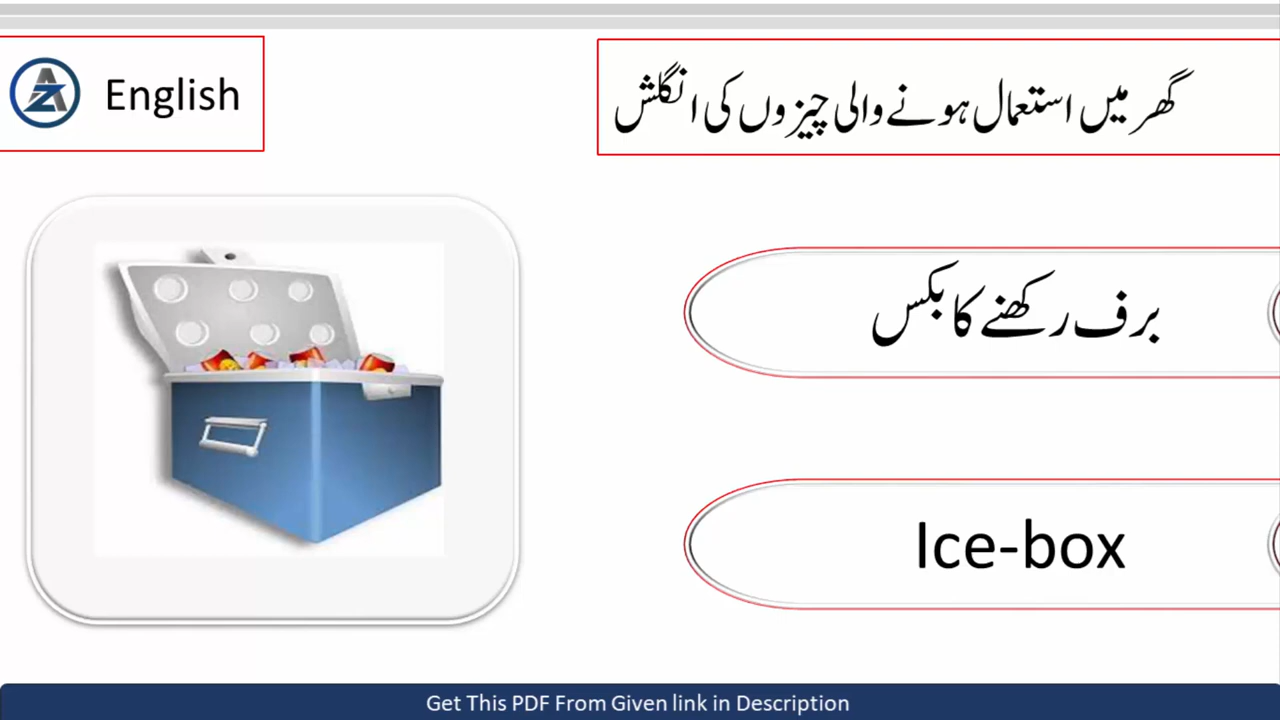 AZ English
گھر میں استعمال ہونے والی چیزوں کی انگلش
برف رکھنے کا بکس
Ice-box
Get This PDF From Given link in Description